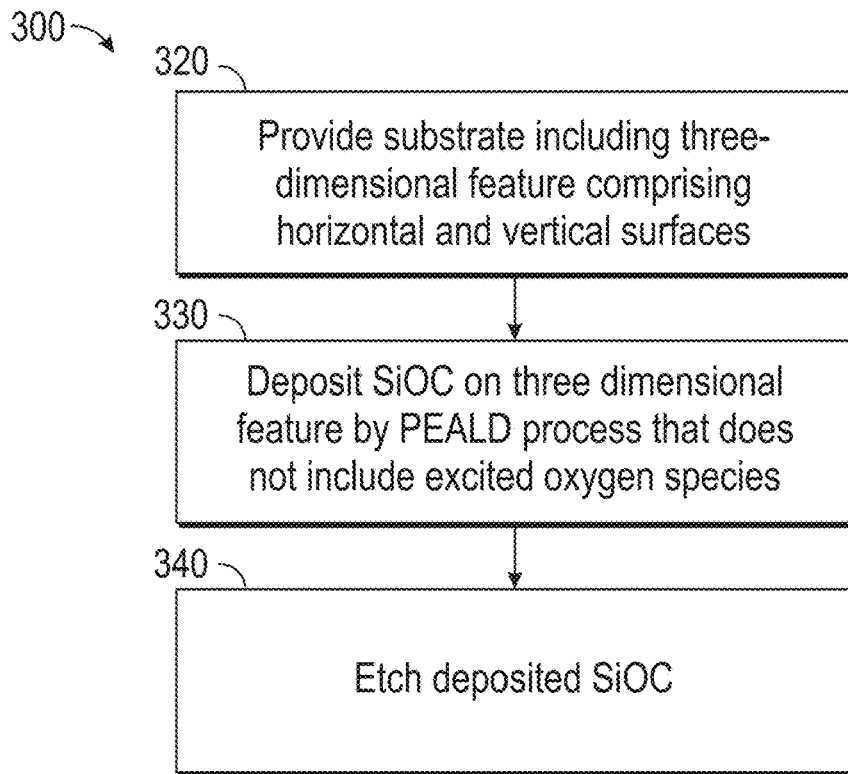 300
320
Provide substrate including three-
dimensional feature comprising
horizontal and vertical surfaces
330
Deposit SiOC on three dimensional
feature by PEALD process that does
not include excited oxygen species
340
Etch deposited SiOC